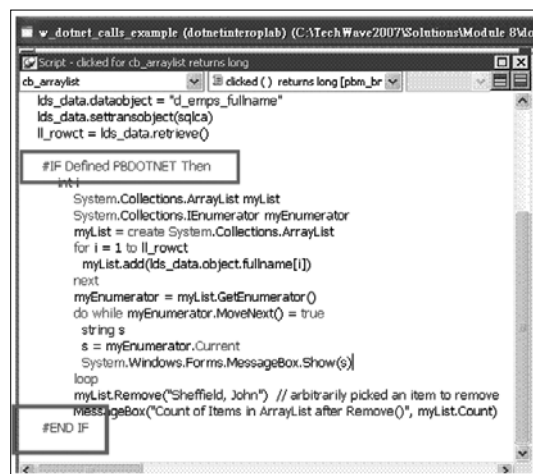 w_dotnet_calls_example (dotnetinteroplab) (C:\TechWave2007\Solutions\Module 8\do
Script - clicked for cb_arraylist returns long
cb_arraylist clicked ( ) returns long [pbm_br
lds_data.dataobject = "d_emps_fullname"
lds_data.settransobject(sqlca)
ll_rowct = lds_data.retrieve()
#IF Defined PBDOTNET Then
int i
System.Collections.ArrayList myList
System.Collections.IEnumerator myEnumerator
myList = create System.Collections.ArrayList
for i = 1 to ll_rowct
myList.add(lds_data.object.fullname[i])
next
myEnumerator = myList.GetEnumerator()
do while myEnumerator.MoveNext() = true
string s
s = myEnumerator.Current
System.Windows.Forms.MessageBox.Show(s)
loop
myList.Remove("Sheffield, John") // arbitrarily picked an item to remove
MessageBox("Count of Items in ArrayList after Remove()", myList.Count)
#END IF